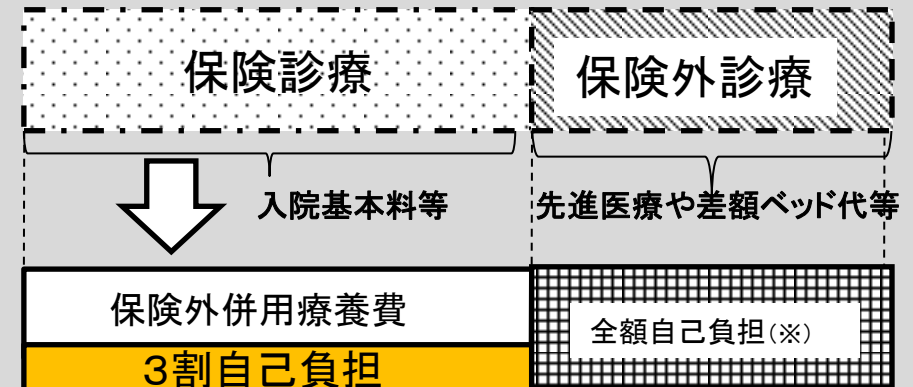 保険診療
保険外診療
入院基本料等
先進医療や差額ベッド代等
保険外併用療養費
全額自己負担(※)
3割自己負担